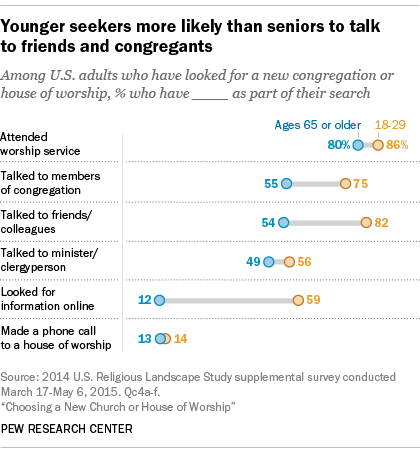 Younger seekers more likely than seniors to talk
to friends and congregants
Among U.S. adults who have looked for a new congregation or
house of worship, % who have _____ as part of their search
Ages 65 or older 18-29
Attended
worship service
80% 86%
Talked to members
of congregation
55 75
Talked to friends/
colleagues
54 82
Talked to minister/
clergyperson
49 56
Looked for
information online
12 59
Made a phone call
to a house of worship
13 14
Source: 2014 U.S. Religious Landscape Study supplemental survey conducted
March 17-May 6, 2015. Qc4a-f.
“Choosing a New Church or House of Worship”
PEW RESEARCH CENTER